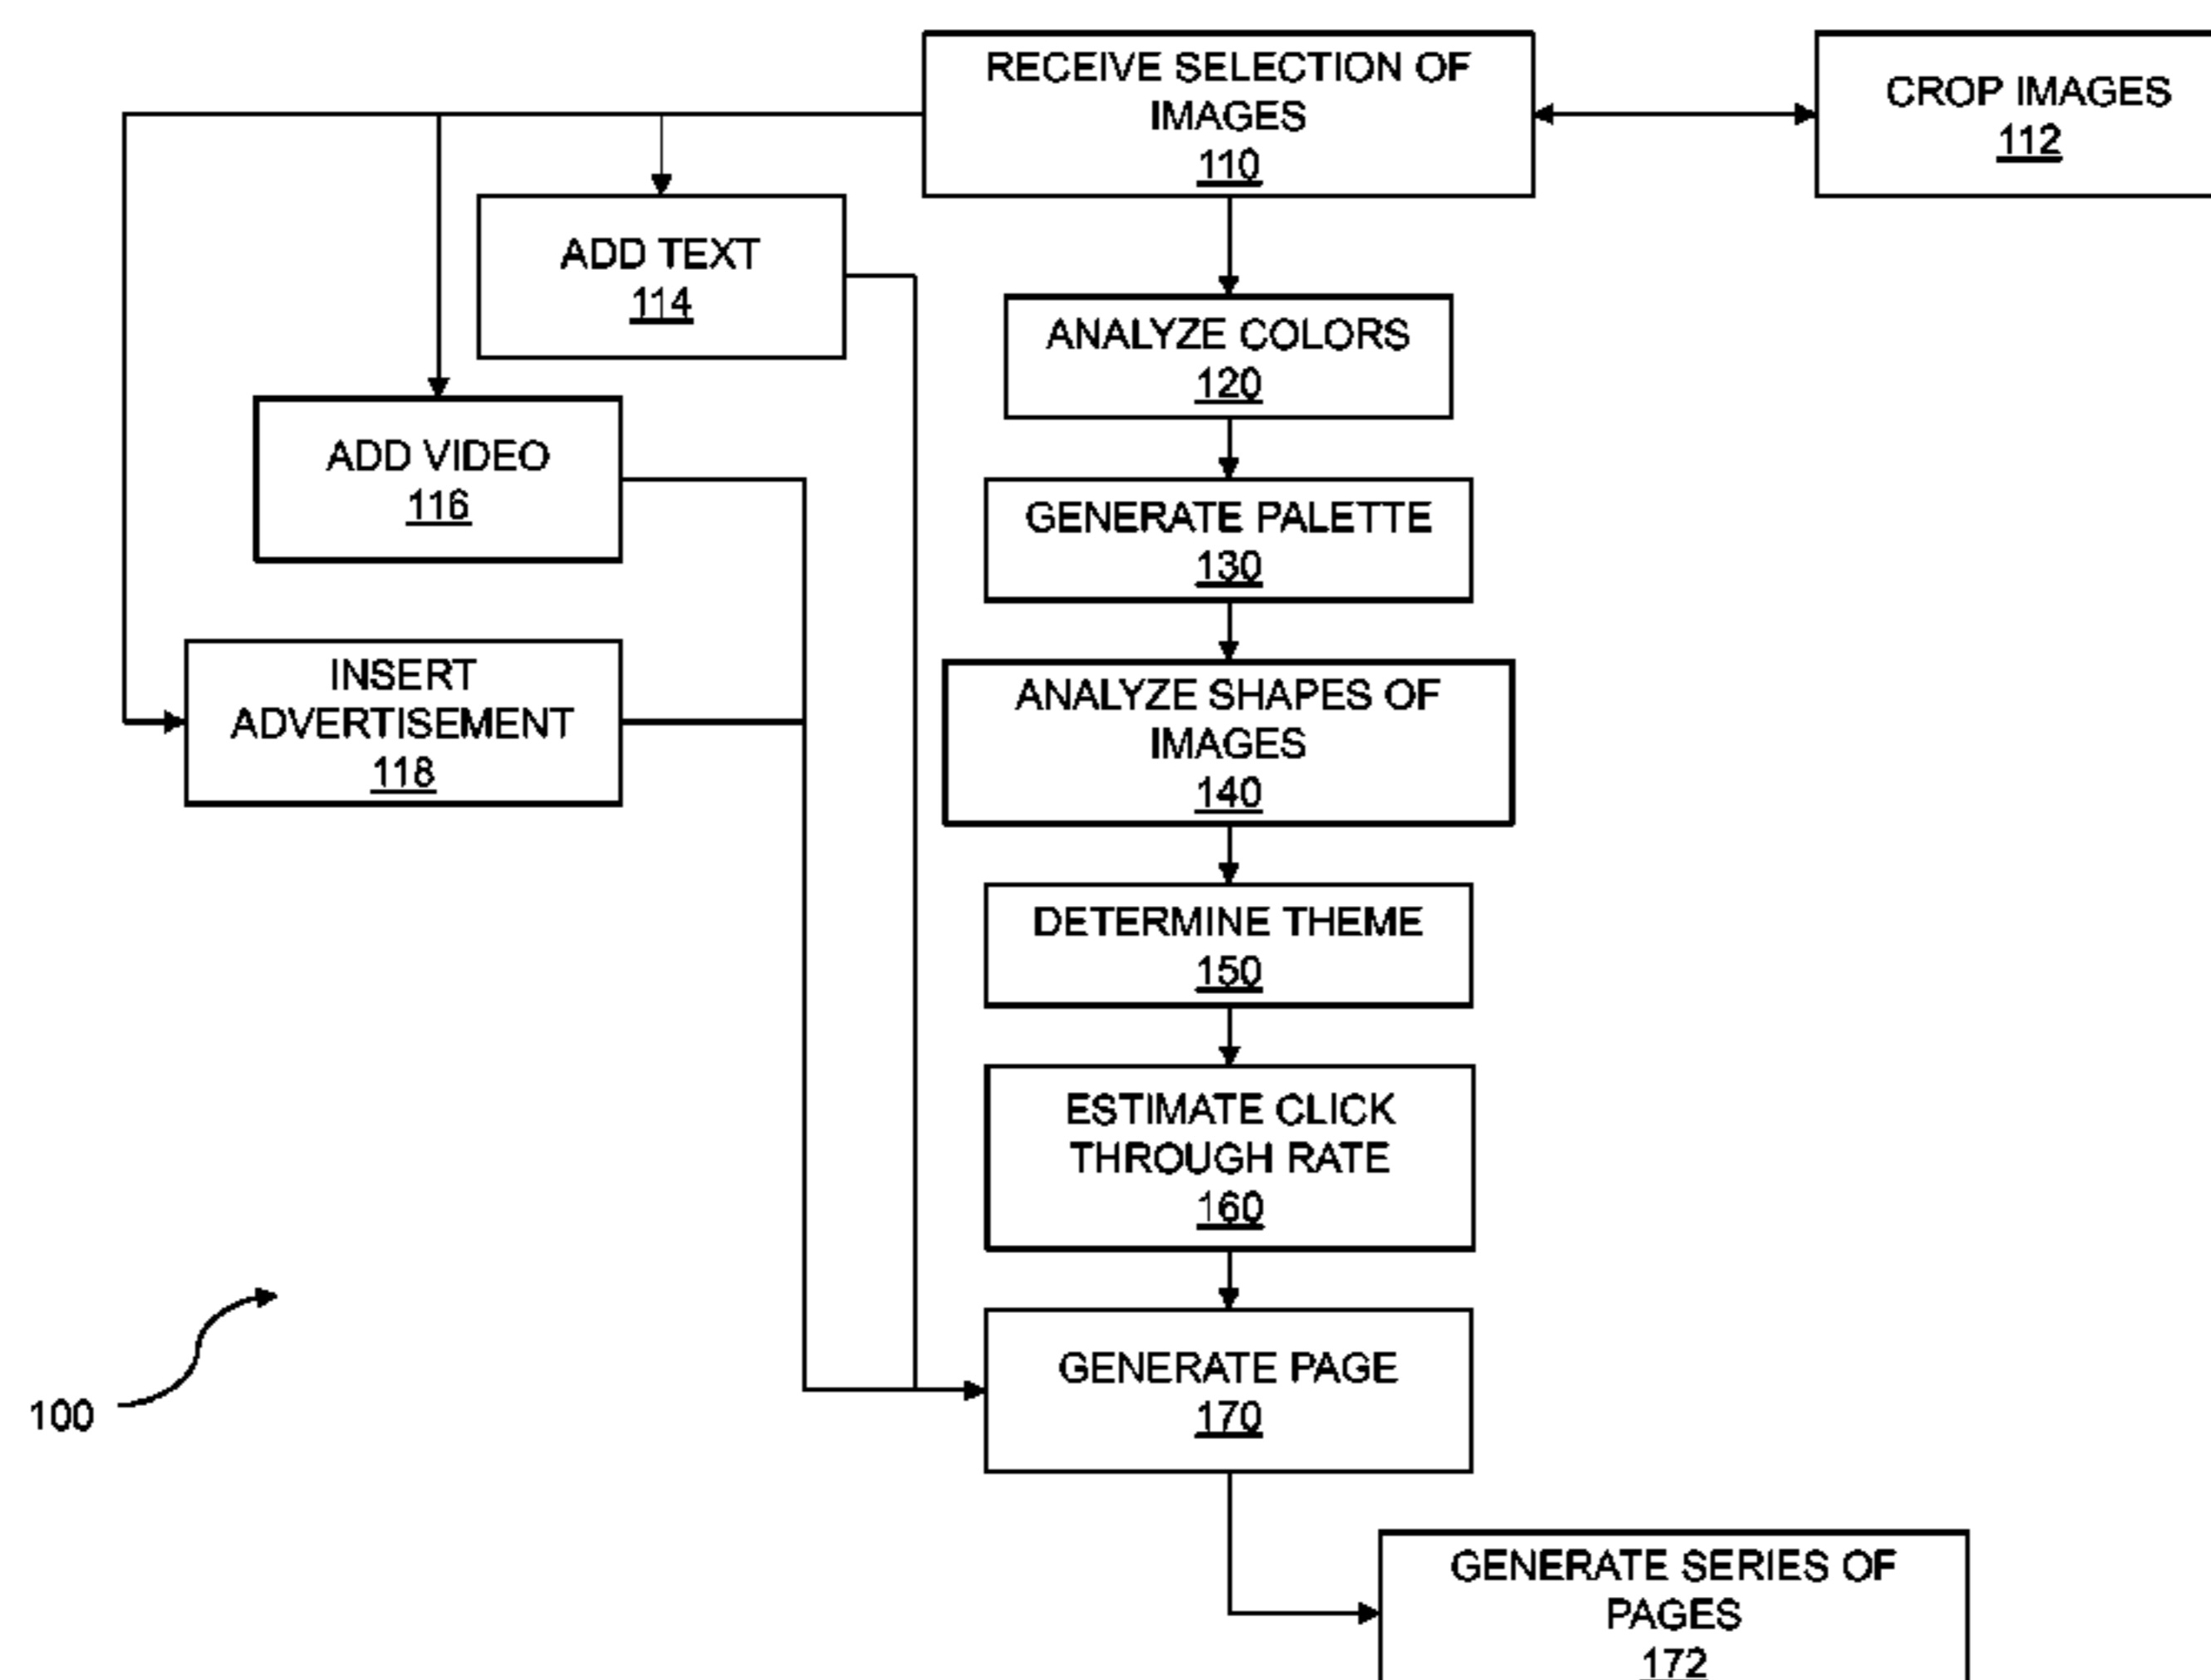 RECEIVE SELECTION OF
IMAGES
110
CROP IMAGES
112
ADD TEXT
114
ANALYZE COLORS
120
ADD VIDEO
116
GENERATE PALETTE
130
INSERT
ADVERTISEMENT
118
ANALYZE SHAPES OF
IMAGES
140
DETERMINE THEME
150
ESTIMATE CLICK
THROUGH RATE
160
GENERATE PAGE
170
100
GENERATE SERIES OF
PAGES
172